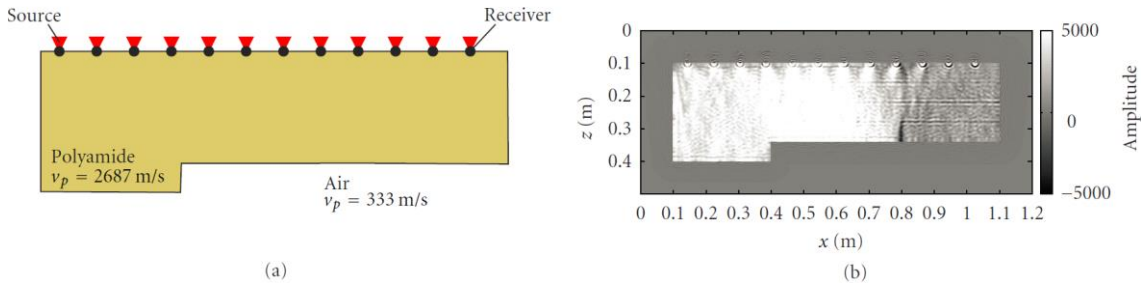 Source
Receiver
Polyamide
νp = 2687 m/s
Air
νp = 333 m/s
(a)
0
0.1
0.2
0.3
0.4
z (m)
0 0.1 0.2 0.3 0.4 0.5 0.6 0.7 0.8 0.9 1 1.1 1.2
x (m)
5000
0
−5000
Amplitude
(b)